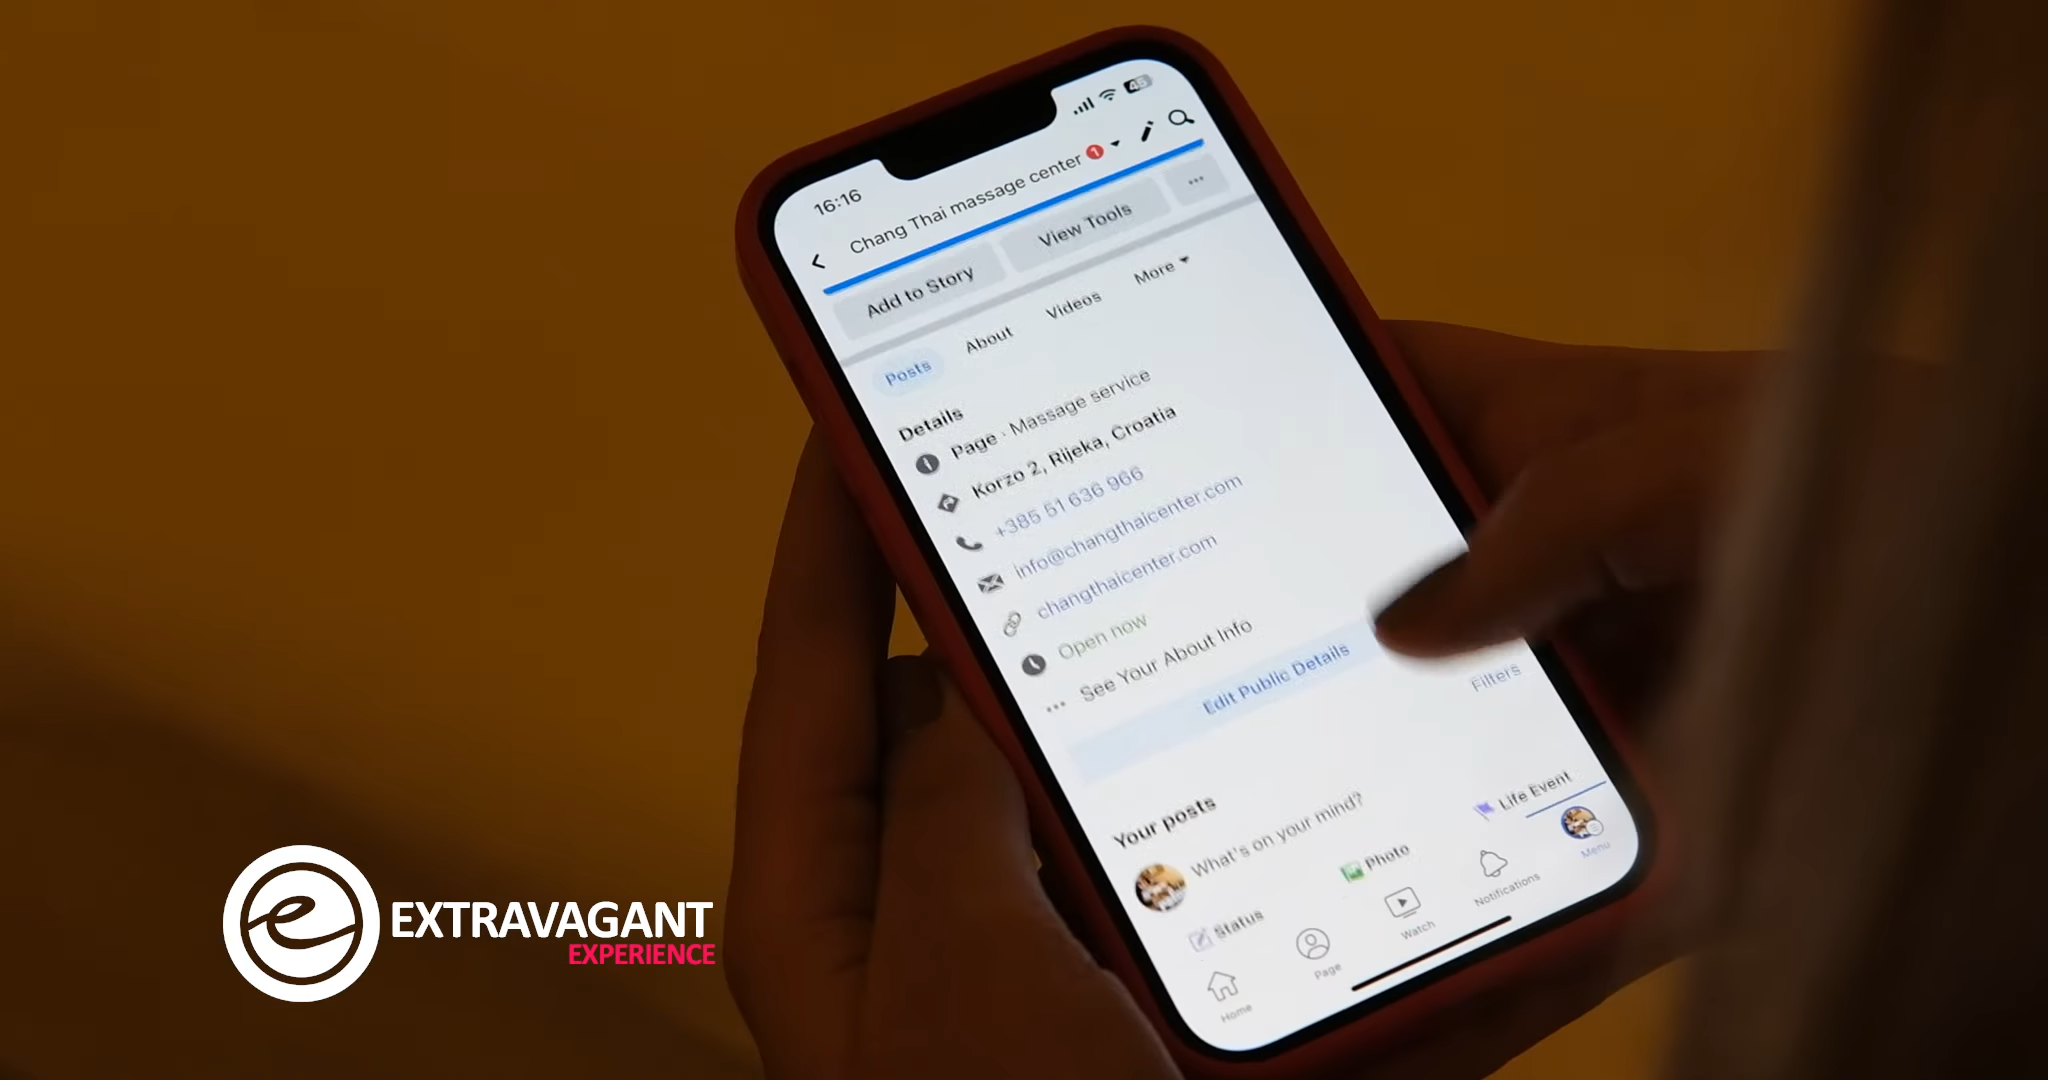 16:16
45
Chang Thai massage center 1
Add to Story
View Tools
Posts
About
Videos
More
Details
Page · Massage service
Korzo 2, Rijeka, Croatia
+385 51 636 966
info@changthaicenter.com
changthaicenter.com
Open now
See Your About Info
Edit Public Details
Your posts
Filters
What's on your mind?
Status
Photo
Life Event
Home
Page
Watch
Notifications
Menu
EXTRAVAGANT
EXPERIENCE